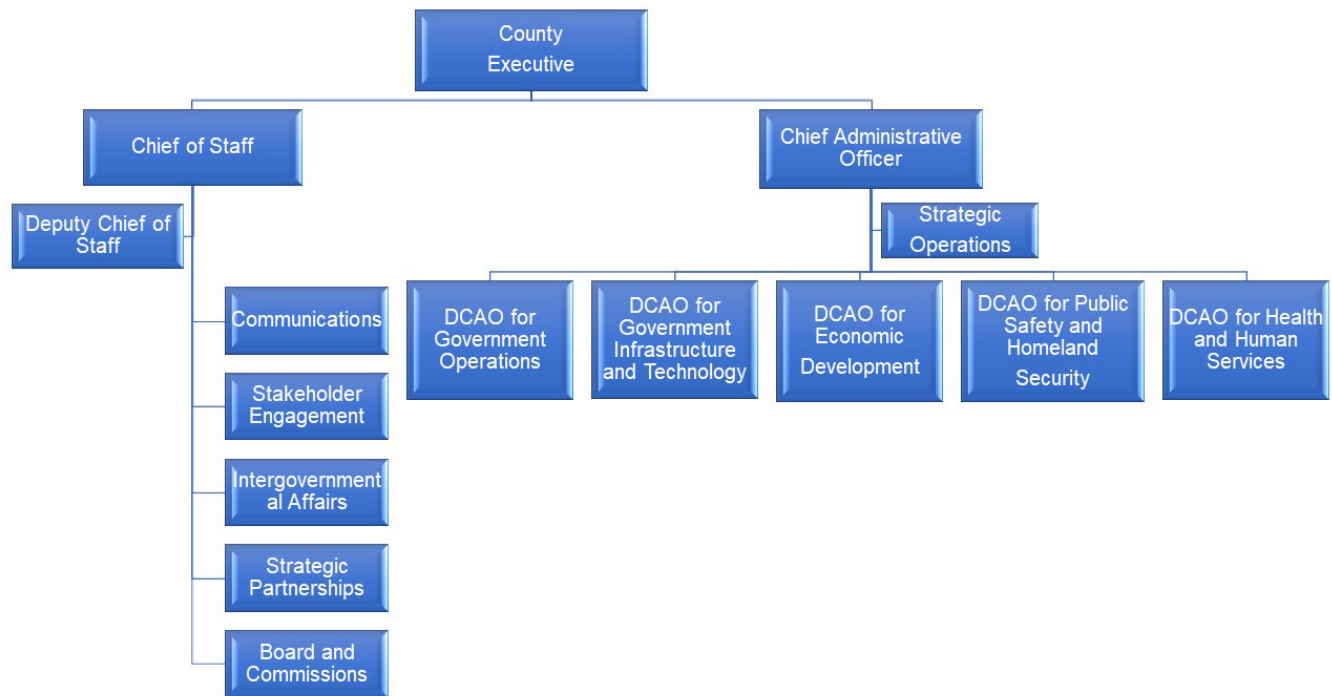 County
Executive
Chief of Staff
Chief Administrative
Officer
Deputy Chief of
Staff
Strategic
Operations
Communications
Stakeholder
Engagement
Intergovernment
al Affairs
Strategic
Partnerships
Board and
Commissions
DCAO for
Government
Operations
DCAO for
Government
Infrastructure
and Technology
DCAO for
Economic
Development
DCAO for Public
Safety and
Homeland
Security
DCAO for Health
and Human
Services